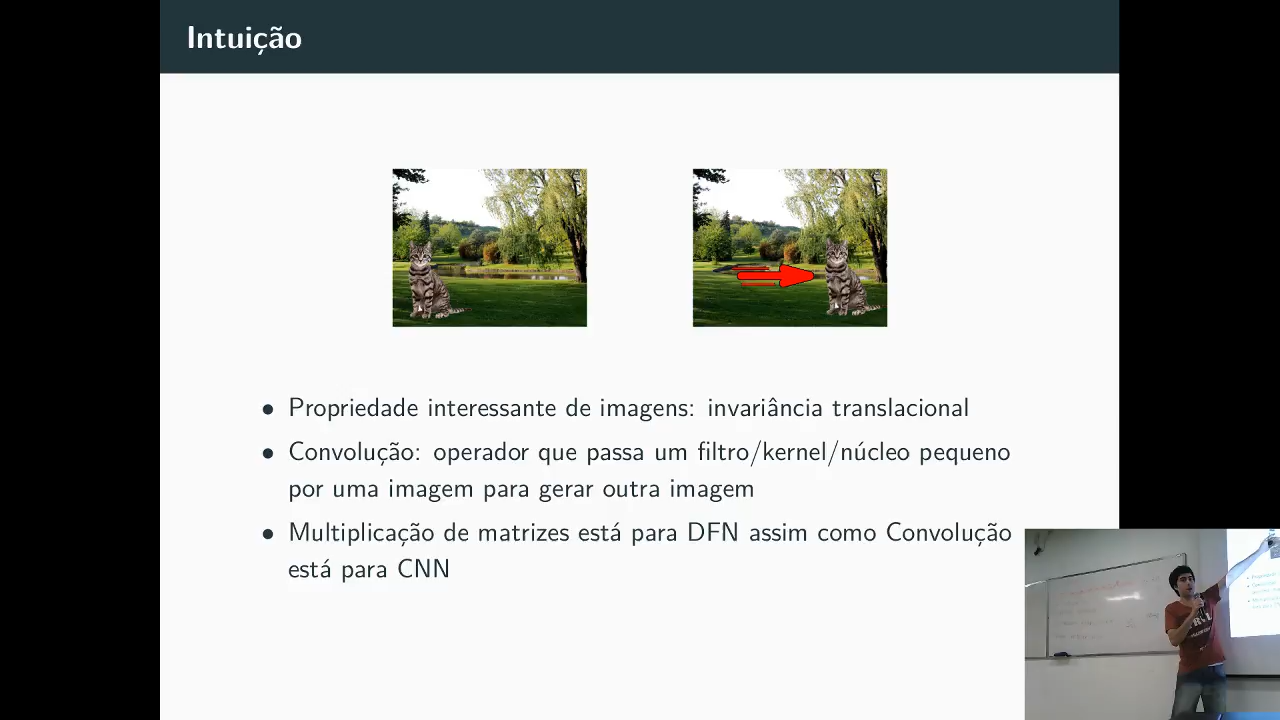 Intuição
• Propriedade interessante de imagens: invariância translacional
• Convolução: operador que passa um filtro/kernel/núcleo pequeno
por uma imagem para gerar outra imagem
• Multiplicação de matrizes está para DFN assim como Convolução
está para CNN